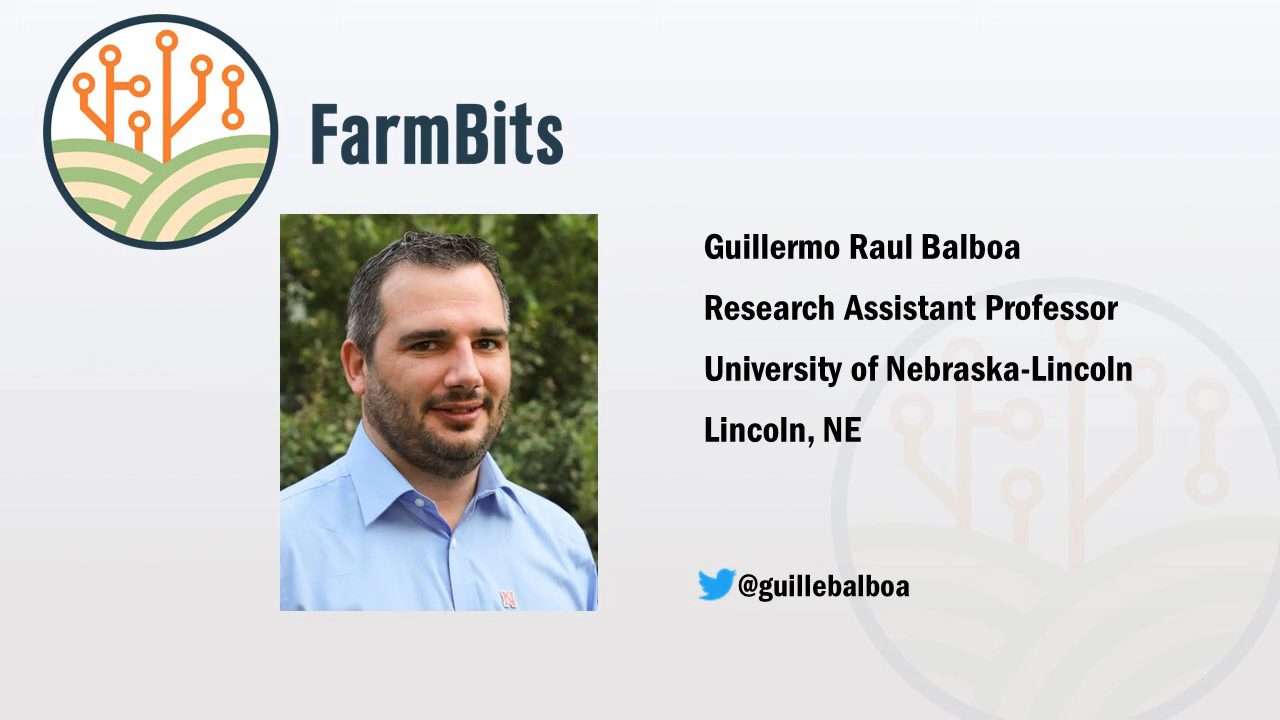 FarmBits
Guillermo Raul Balboa
Research Assistant Professor
University of Nebraska-Lincoln
Lincoln, NE
@guillebalboa
N